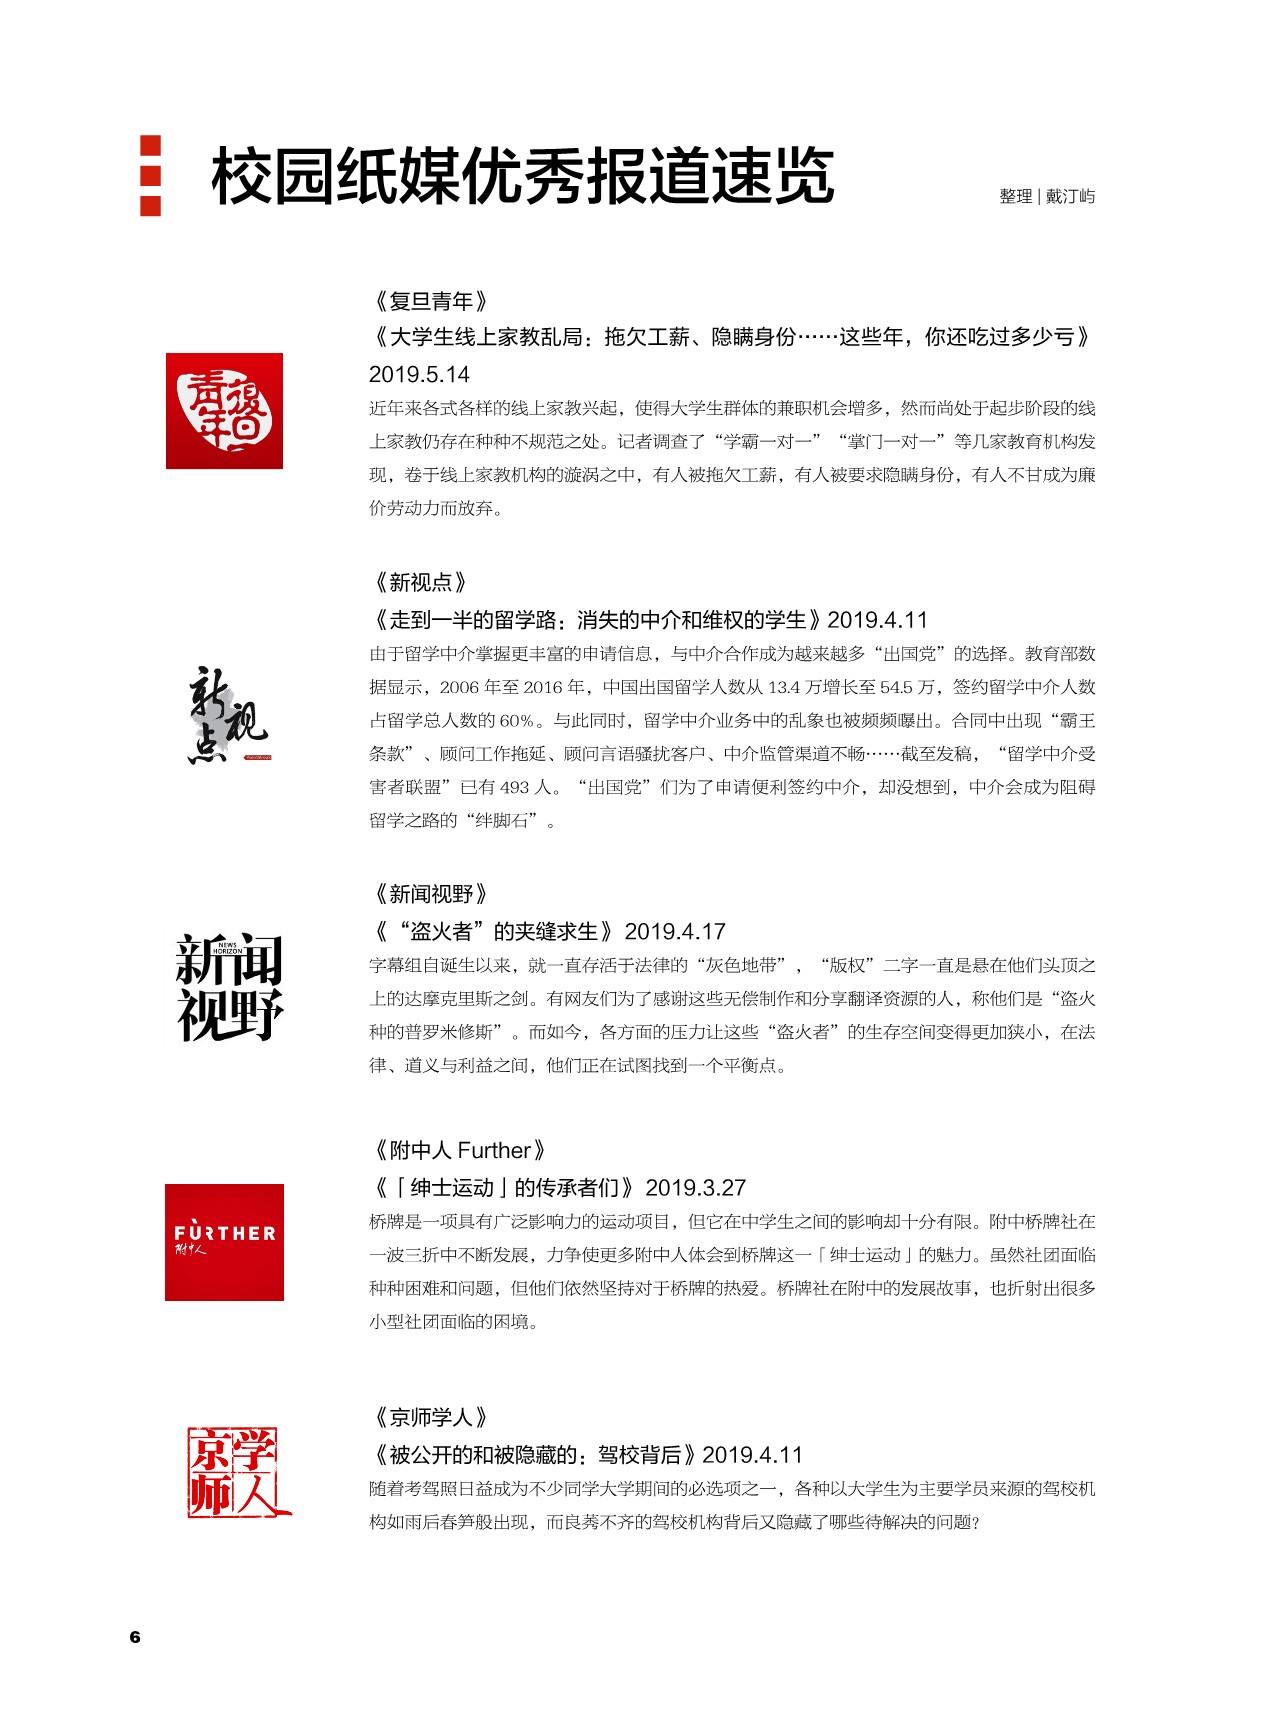 校园纸媒优秀报道速览
整理 | 戴汀屿
《复旦青年》
《大学生线上家教乱局：拖欠工薪、隐瞒身份……这些年，你还吃过多少亏》
2019.5.14
近年来各式各样的线上家教兴起，使得大学生群体的兼职机会增多，然而尚处于起步阶段的线
上家教仍存在种种不规范之处。记者调查了“学霸一对一”“掌门一对一”等几家教育机构发
现，卷于线上家教机构的漩涡之中，有人被拖欠工薪，有人被要求隐瞒身份，有人不甘成为廉
价劳动力而放弃。
《新视点》
《走到一半的留学路：消失的中介和维权的学生》2019.4.11
新视点
由于留学中介掌握更丰富的申请信息，与中介合作成为越来越多“出国党”的选择。教育部数
据显示，2006 年至 2016 年，中国出国留学人数从 13.4 万增长至 54.5 万，签约留学中介人数
占留学总人数的 60%。与此同时，留学中介业务中的乱象也被频频曝出。合同中出现“霸王
条款”、顾问工作拖延、顾问言语骚扰客户、中介监管渠道不畅……截至发稿，“留学中介受
害者联盟”已有 493 人。“出国党”们为了申请便利签约中介，却没想到，中介会成为阻碍
留学之路的“绊脚石”。
《新闻视野》
《“盗火者”的夹缝求生》2019.4.17
新闻
NEWS
HORIZON
视野
字幕组自诞生以来，就一直存活于法律的“灰色地带”，“版权”二字一直是悬在他们头顶之
上的达摩克里斯之剑。有网友们为了感谢这些无偿制作和分享翻译资源的人，称他们是“盗火
种的普罗米修斯”。而如今，各方面的压力让这些“盗火者”的生存空间变得更加狭小，在法
律、道义与利益之间，他们正在试图找到一个平衡点。
《附中人 Further》
《「绅士运动」的传承者们》2019.3.27
FÙRTHER
附中人
桥牌是一项具有广泛影响力的运动项目，但它在中学生之间的影响却十分有限。附中桥牌社在
一波三折中不断发展，力争使更多附中人体会到桥牌这一「绅士运动」的魅力。虽然社团面临
种种困难和问题，但他们依然坚持对于桥牌的热爱。桥牌社在附中的发展故事，也折射出很多
小型社团面临的困境。
《京师学人》
《被公开的和被隐藏的：驾校背后》2019.4.11
京师学人
随着考驾照日益成为不少同学大学期间的必选项之一，各种以大学生为主要学员来源的驾校机
构如雨后春笋般出现，而良莠不齐的驾校机构背后又隐藏了哪些待解决的问题？
6